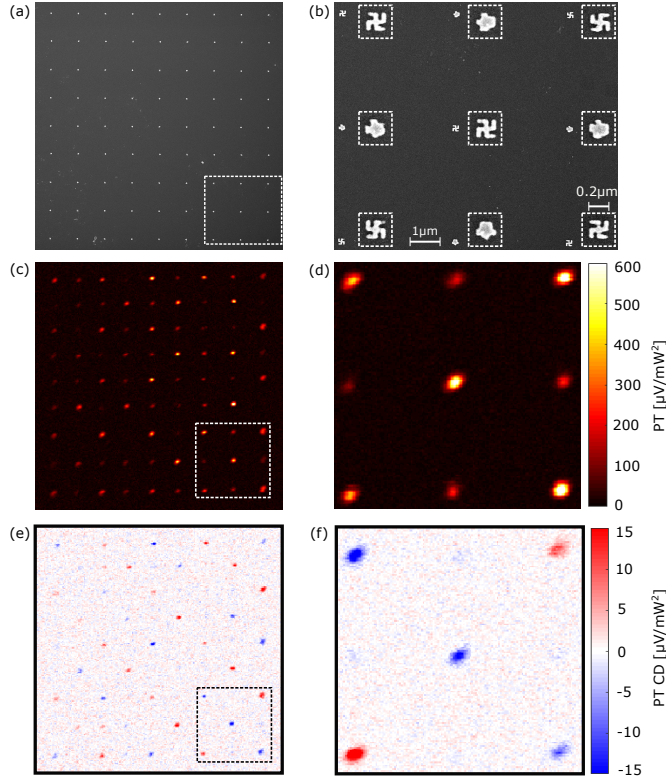 (a)
(b)
0.2μm
1μm
(c)
(d)
600
500
400
300
200
100
0
PT [μV/mW²]
(e)
(f)
15
10
5
0
-5
-10
-15
PT CD [μV/mW²]